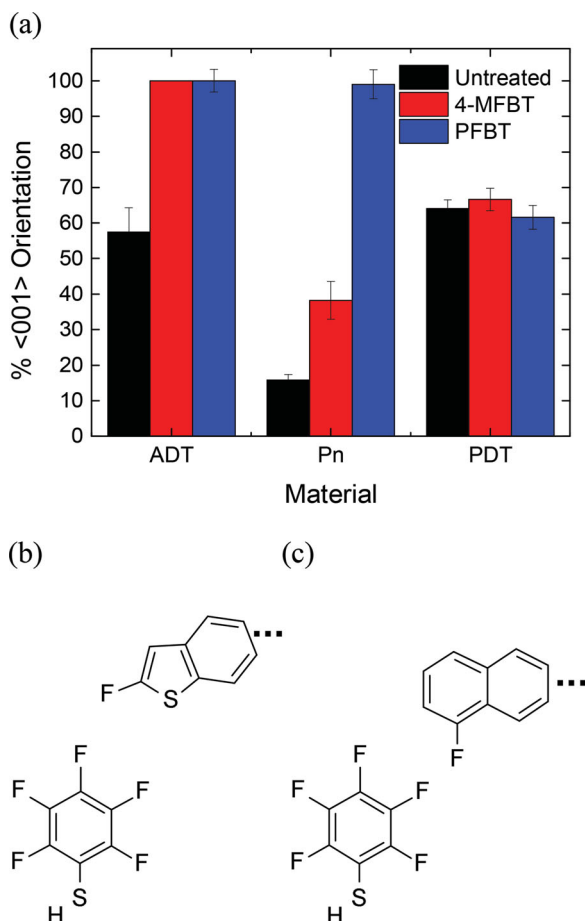 (a)
% <001> Orientation
100
90
80
70
60
50
40
30
20
10
0
Untreated
4-MFBT
PFBT
ADT Pn PDT
Material
(b) (c)
F S
F
F F
F F F F
F F F F
S S
H H